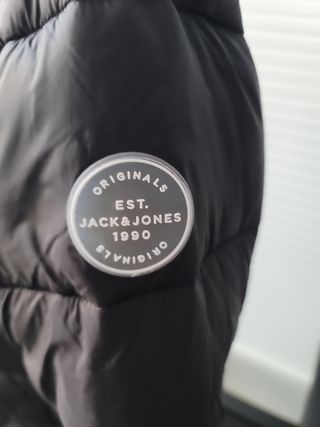 ORIGINALS
EST.
JACK&JONES
1990
ORIGINALS